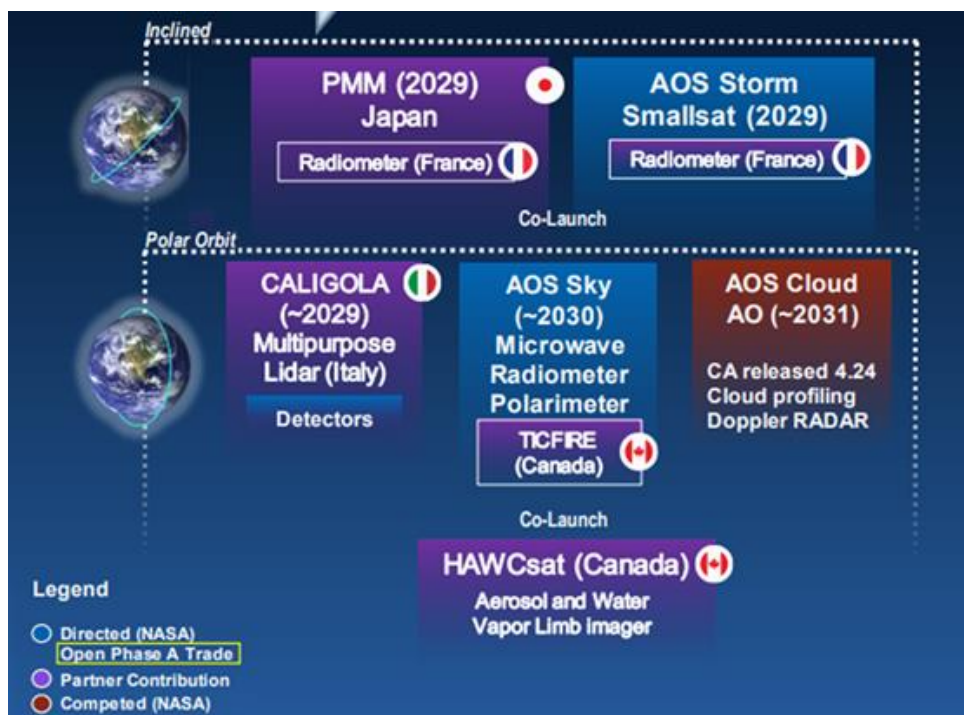 Inclined
PMM (2029)
Japan
Radiometer (France)
AOS Storm
Smallsat (2029)
Radiometer (France)
Co-Launch
Polar Orbit
CALIGOLA
(~2029)
Multipurpose
Lidar (Italy)
Detectors
AOS Sky
(~2030)
Microwave
Radiometer
Polarimeter
TICFIRE
(Canada)
AOS Cloud
AO (~2031)
CA released 4.24
Cloud profiling
Doppler RADAR
Co-Launch
HAWCsat (Canada)
Aerosol and Water
Vapor Limb imager
Legend
Directed (NASA)
Open Phase A Trade
Partner Contribution
Competed (NASA)